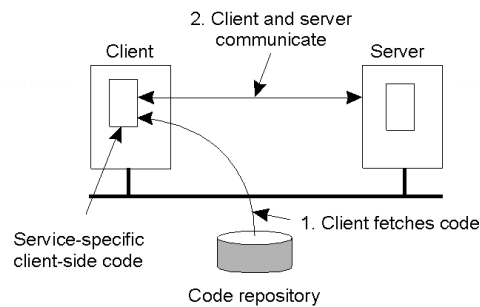 2. Client and server
communicate
Client
Server
1. Client fetches code
Service-specific
client-side code
Code repository